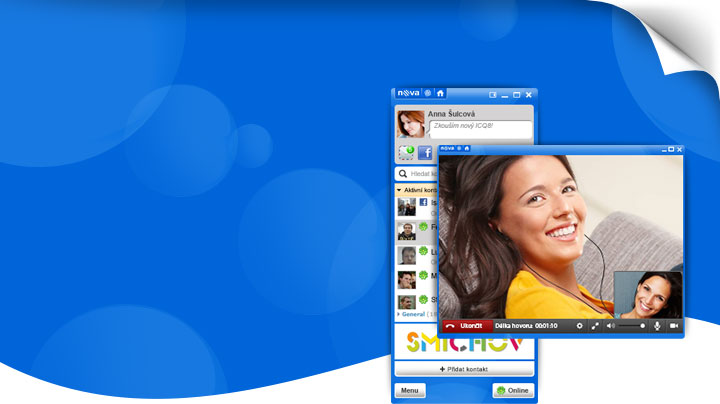 nova
Anna Šulcová
Zkouším nový ICQ8!
Hledat
Aktivní
nova
General
Ukončit
Délka hovoru: 00:01:10
SMÍCHOV
Přidat kontakt
Menu
Online